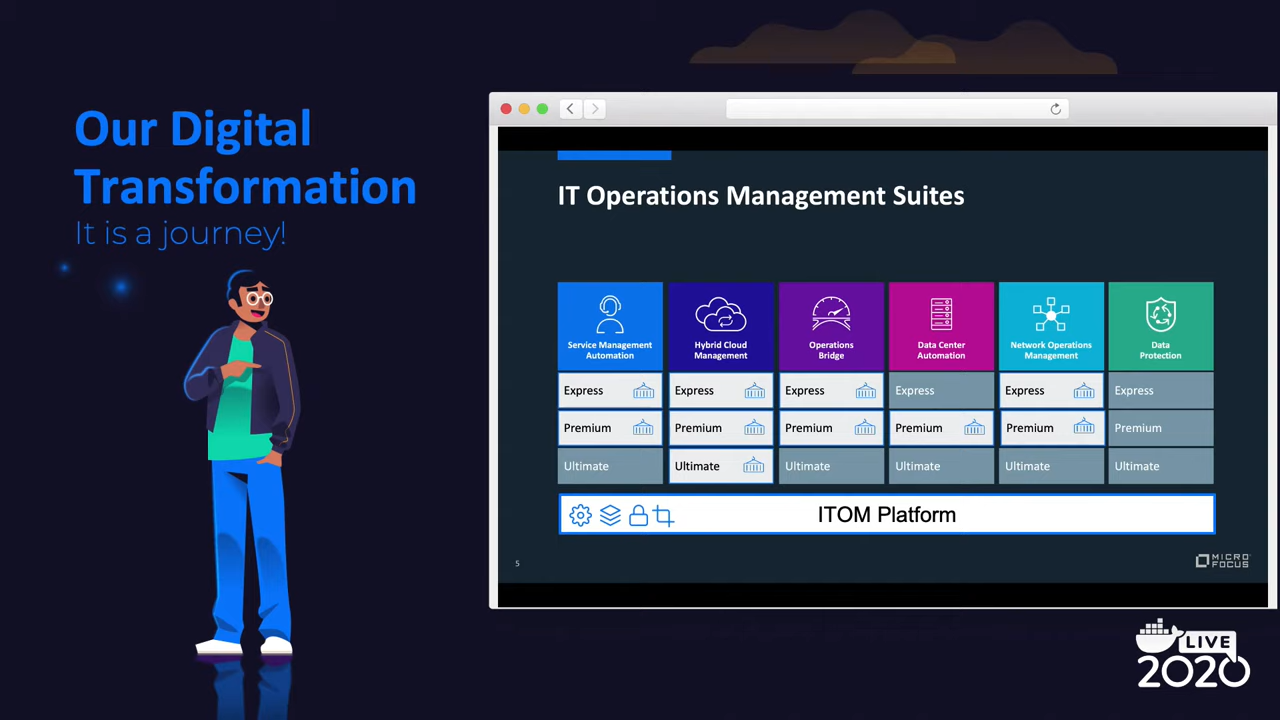 Our Digital
Transformation
It is a journey!
IT Operations Management Suites
Service Management
Automation
Hybrid Cloud
Management
Operations
Bridge
Data Center
Automation
Network Operations
Management
Data
Protection
Express
Express
Express
Express
Express
Express
Premium
Premium
Premium
Premium
Premium
Premium
Ultimate
Ultimate
Ultimate
Ultimate
Ultimate
Ultimate
ITOM Platform
5
MICRO
FOCUS
LIVE
2020